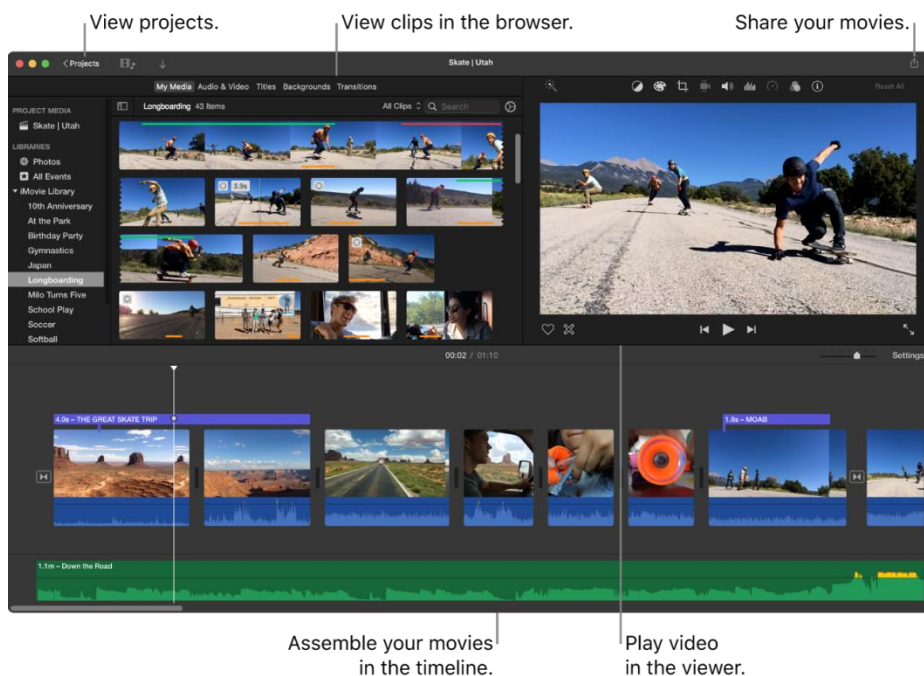 View projects.
View clips in the browser.
Share your movies.
Projects
Skate | Utah
My Media Audio & Video Titles Backgrounds Transitions
Reset All
PROJECT MEDIA
Skate | Utah
LIBRARIES
Photos
All Events
iMovie Library
10th Anniversary
At the Park
Birthday Party
Gymnastics
Japan
Longboarding
Milo Turns Five
School Play
Soccer
Softball
Longboarding 43 Items
All Clips
Search
3.9s
00:02 / 01:10
Settings
4.0s – THE GREAT SKATE TRIP
1.8s – MOAB
1.1m – Down the Road
Assemble your movies
in the timeline.
Play video
in the viewer.